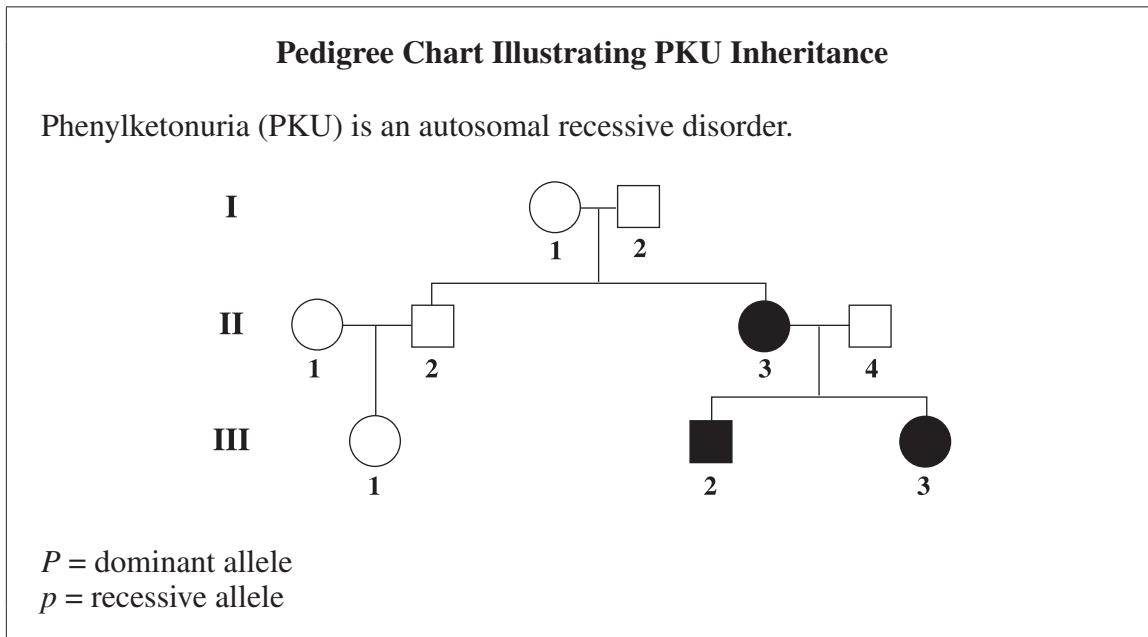 Pedigree Chart Illustrating PKU Inheritance
Phenylketonuria (PKU) is an autosomal recessive disorder.
I
1 2
II
1 2 3 4
III
1 2 3
P = dominant allele
p = recessive allele